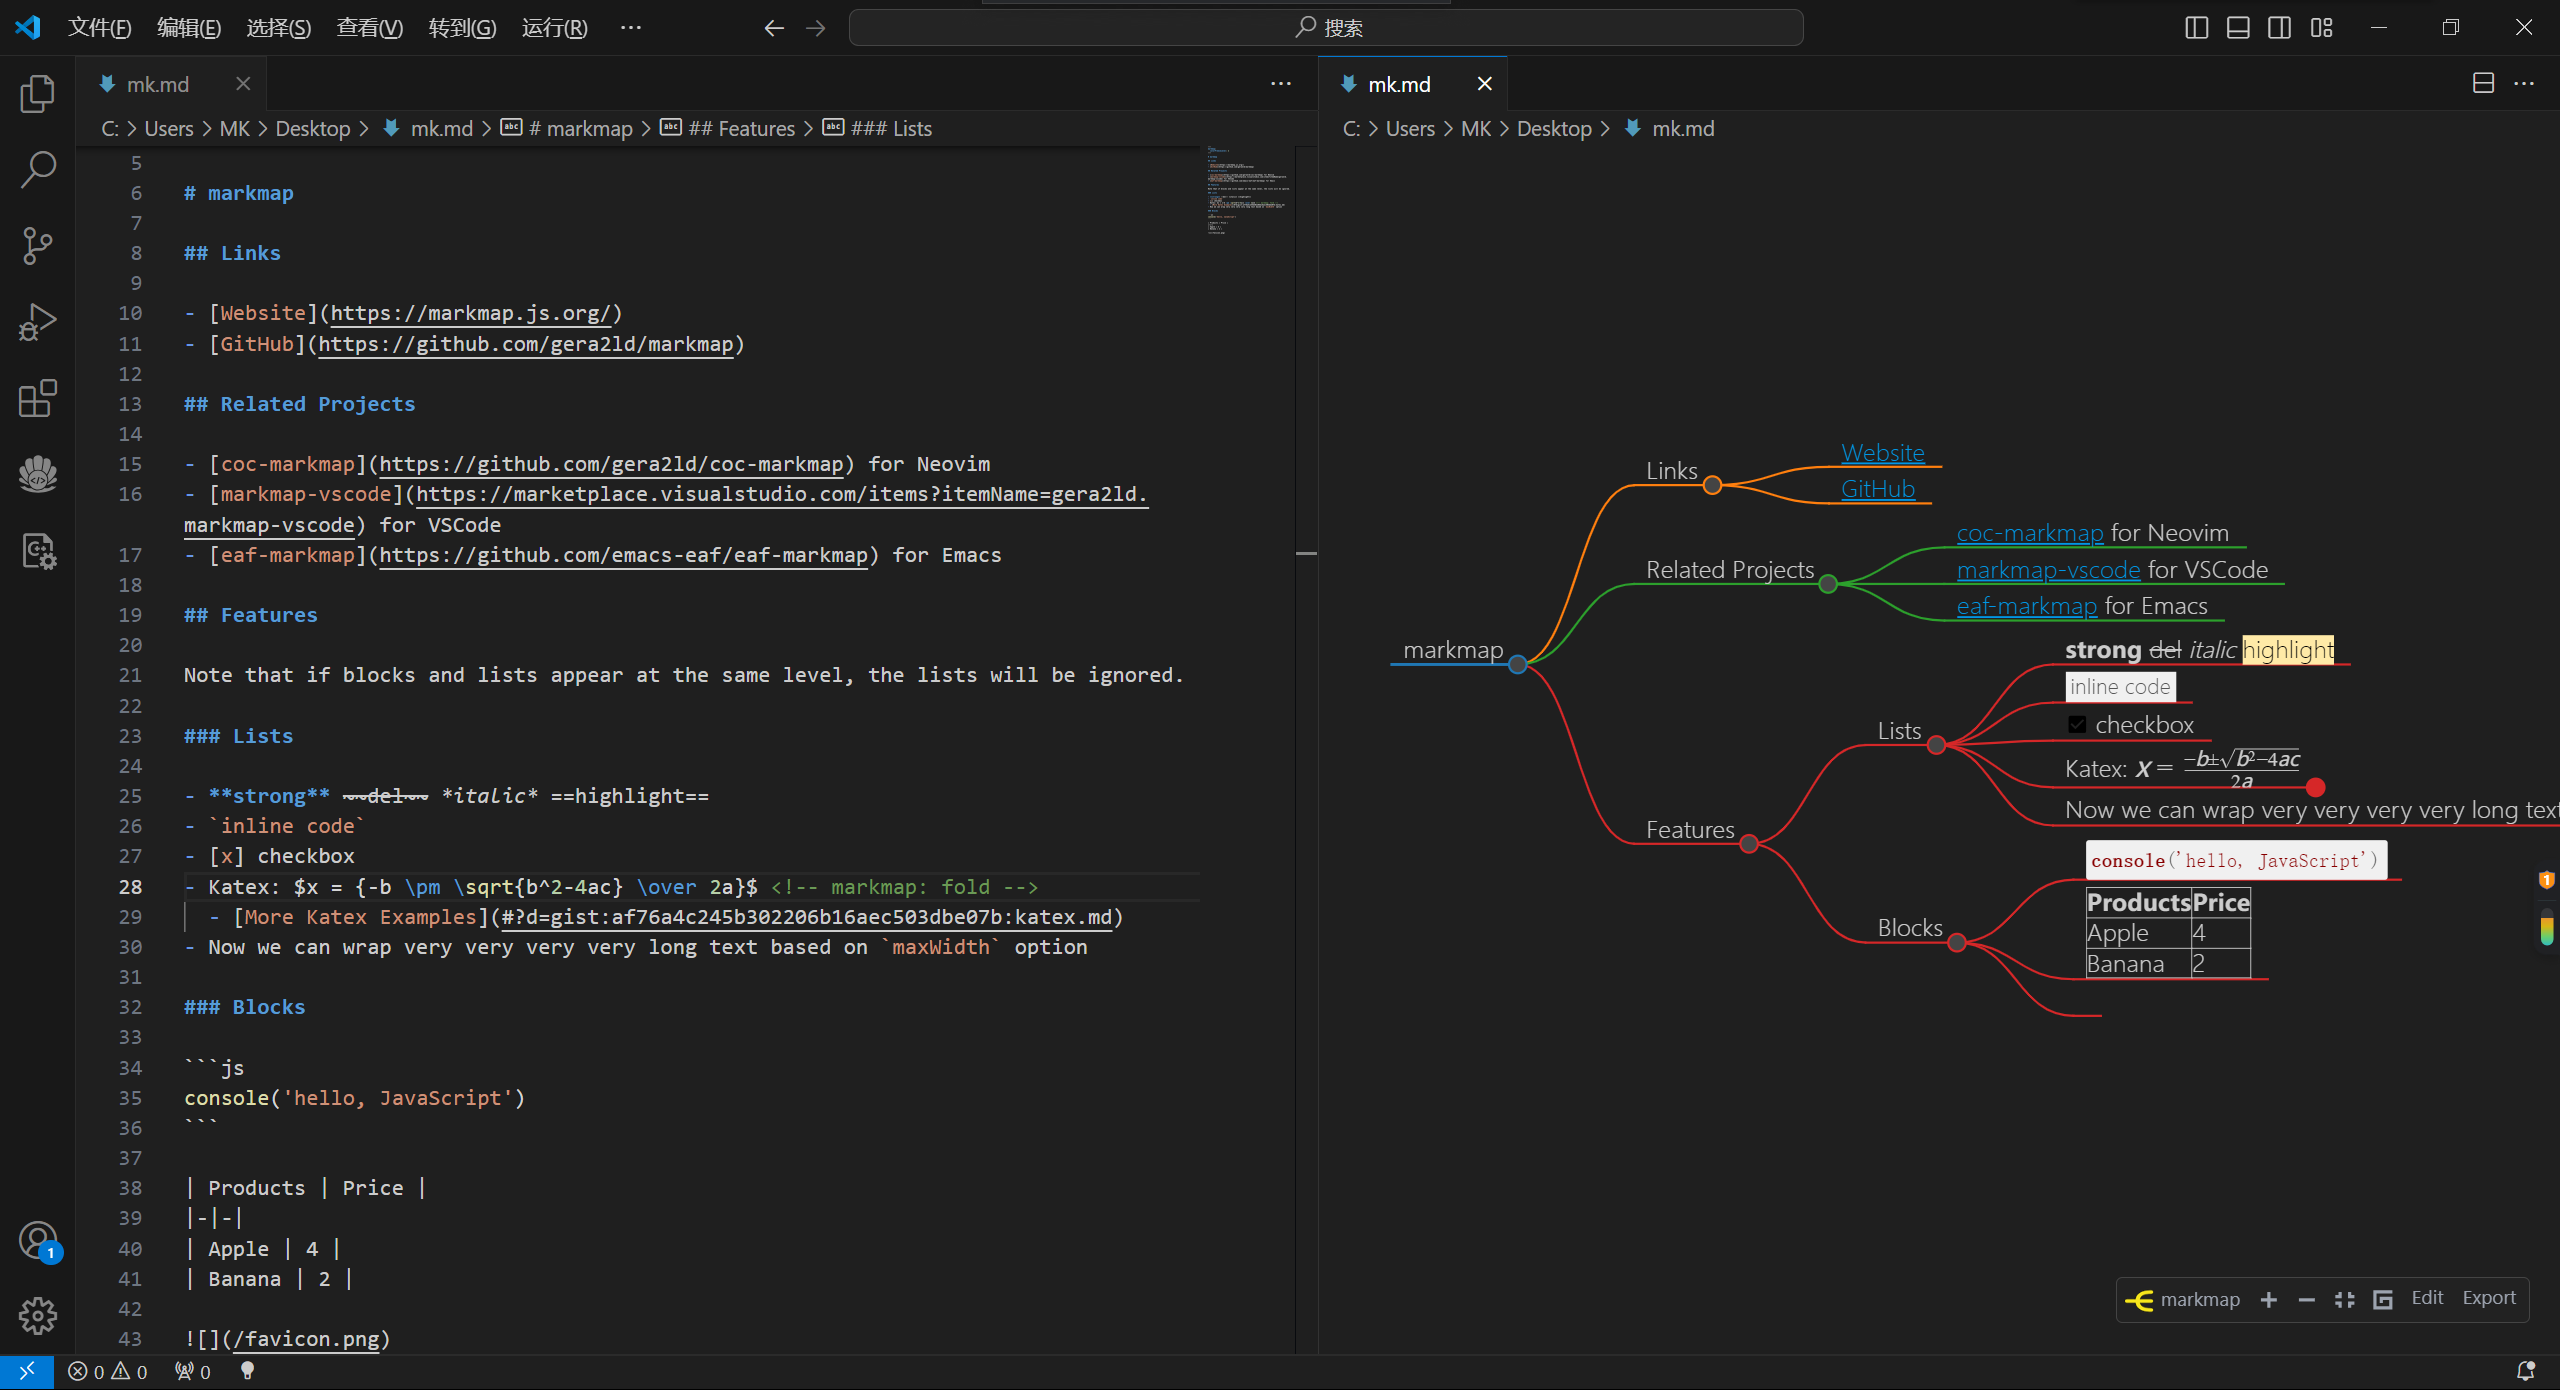 文件(F) 编辑(E) 选择(S) 查看(V) 转到(G) 运行(R) ···
搜索
mk.md
C: > Users > MK > Desktop > mk.md > # markmap > ## Features > ### Lists
5
6 # markmap
7
8 ## Links
9
10 - [Website](https://markmap.js.org/)
11 - [GitHub](https://github.com/gera2ld/markmap)
12
13 ## Related Projects
14
15 - [coc-markmap](https://github.com/gera2ld/coc-markmap) for Neovim
16 - [markmap-vscode](https://marketplace.visualstudio.com/items?itemName=gera2ld.
markmap-vscode) for VSCode
17 - [eaf-markmap](https://github.com/emacs-eaf/eaf-markmap) for Emacs
18
19 ## Features
20
21 Note that if blocks and lists appear at the same level, the lists will be ignored.
22
23 ### Lists
24
25 - **strong** ~~del~~ *italic* ==highlight==
26 - `inline code`
27 - [x] checkbox
28 - Katex: $x = {-b \pm \sqrt{b^2-4ac} \over 2a}$ <!-- markmap: fold -->
29 - [More Katex Examples](#?d=gist:af76a4c245b302206b16aec503dbe07b:katex.md)
30 - Now we can wrap very very very very long text based on `maxWidth` option
31
32 ### Blocks
33
34 ```js
35 console('hello, JavaScript')
36 ```
37
38 | Products | Price |
39 |-|-|
40 | Apple | 4 |
41 | Banana | 2 |
42
43 ![](/favicon.png)
mk.md
C: > Users > MK > Desktop > mk.md
markmap
Links
Website
GitHub
Related Projects
coc-markmap for Neovim
markmap-vscode for VSCode
eaf-markmap for Emacs
Features
Lists
strong del italic highlight
inline code
checkbox
Katex: x = −b±√b²−4ac / 2a
Now we can wrap very very very very long text
Blocks
console('hello, JavaScript')
Products Price
Apple 4
Banana 2
markmap + − Edit Export
1
1
0 0 0